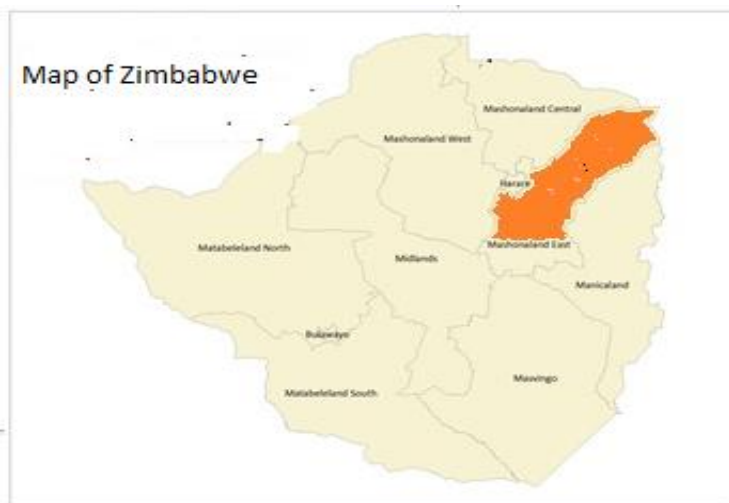 Map of Zimbabwe
Mashonaland Central
Mashonaland West
Harare
Mashonaland East
Matabeleland North
Midlands
Manicaland
Bulawayo
Masvingo
Matabeleland South